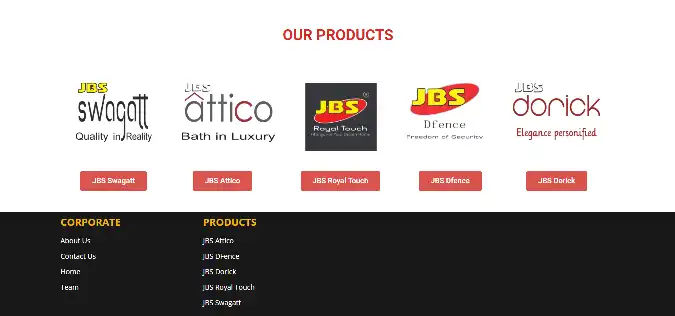 OUR PRODUCTS
JBS
swagatt
Quality in Reality
JBS
attico
Bath in Luxury
JBS
®
Royal Touch
JBS
Dfence
Freedom of Security
JBS
dorick
Elegance personified
JBS Swagatt
JBS Attico
JBS Royal Touch
JBS Dfence
JBS Dorick
CORPORATE
About Us
Contact Us
Home
Team
PRODUCTS
JBS Attico
JBS DFence
JBS Dorick
JBS Royal Touch
JBS Swagatt